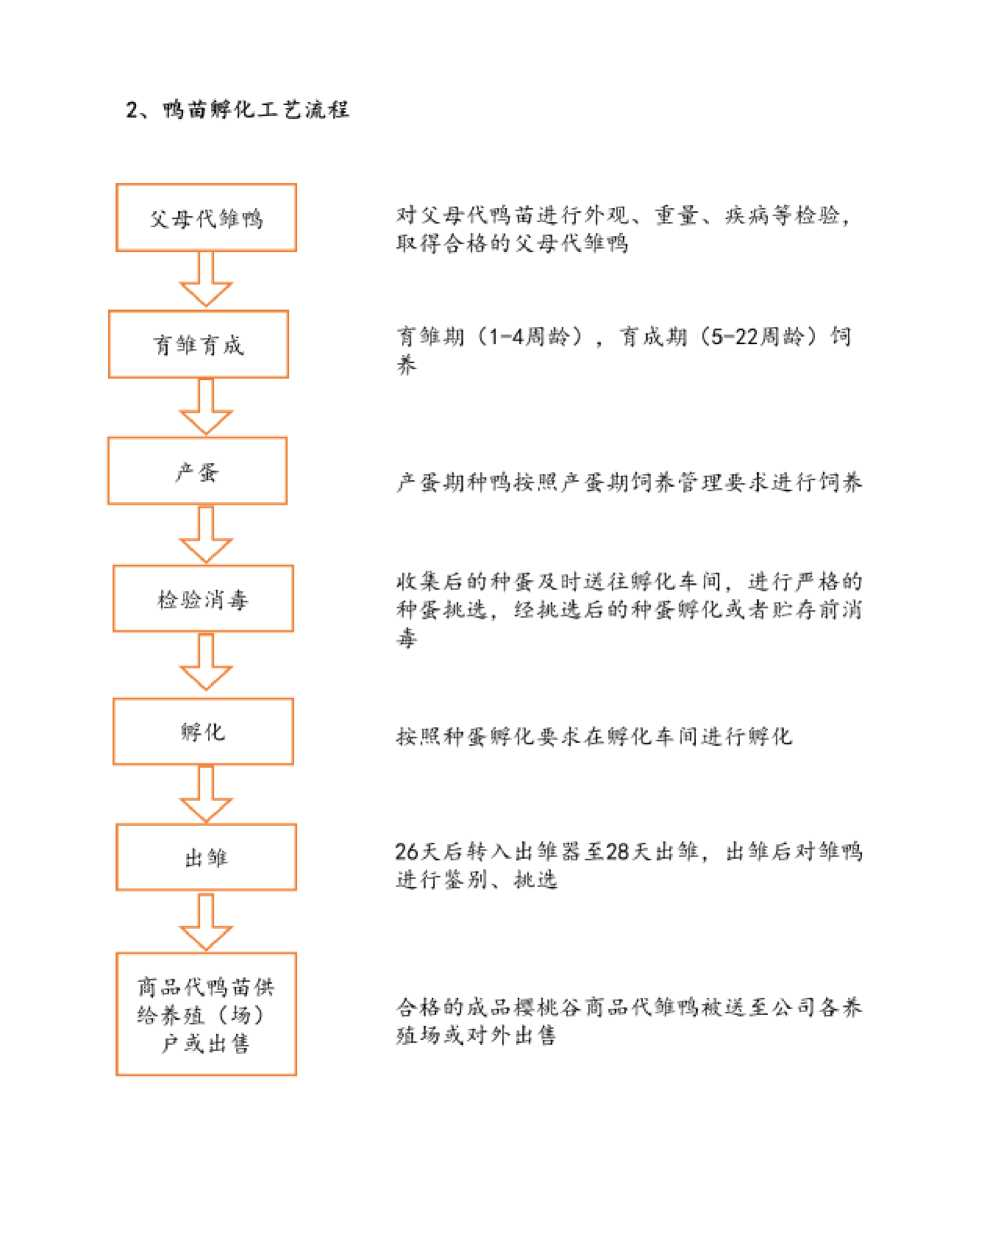 2、鸭苗孵化工艺流程
父母代雏鸭
对父母代鸭苗进行外观、重量、疾病等检验，
取得合格的父母代雏鸭
育雏育成
育雏期（1-4周龄），育成期（5-22周龄）饲
养
产蛋
产蛋期种鸭按照产蛋期饲养管理要求进行饲养
检验消毒
收集后的种蛋及时送往孵化车间，进行严格的
种蛋挑选，经挑选后的种蛋孵化或者贮存前消
毒
孵化
按照种蛋孵化要求在孵化车间进行孵化
出雏
26天后转入出雏器至28天出雏，出雏后对雏鸭
进行鉴别、挑选
商品代鸭苗供
给养殖（场）
户或出售
合格的成品樱桃谷商品代雏鸭被送至公司各养
殖场或对外出售